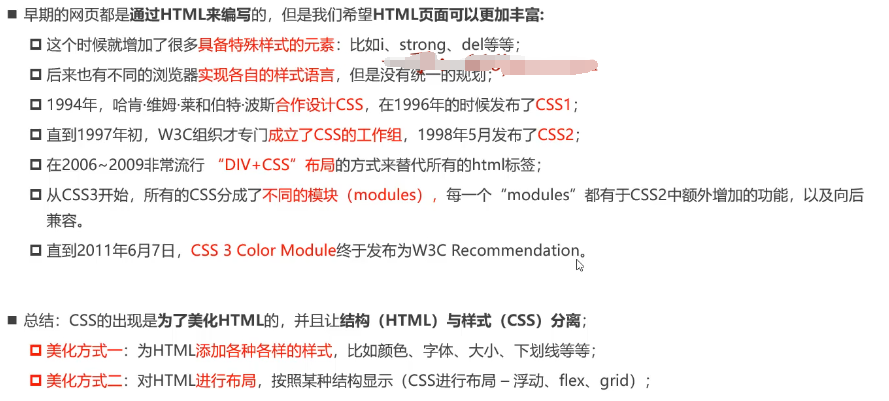 早期的网页都是通过HTML来编写的，但是我们希望HTML页面可以更加丰富:
这个时候就增加了很多具备特殊样式的元素：比如i、strong、del等等；
后来也有不同的浏览器实现各自的样式语言，但是没有统一的规划；
1994年，哈肯·维姆·莱和伯特·波斯合作设计CSS，在1996年的时候发布了CSS1；
直到1997年初，W3C组织才专门成立了CSS的工作组，1998年5月发布了CSS2；
在2006~2009非常流行 “DIV+CSS”布局的方式来替代所有的html标签；
从CSS3开始，所有的CSS分成了不同的模块（modules），每一个“modules”都有于CSS2中额外增加的功能，以及向后
兼容。
直到2011年6月7日，CSS 3 Color Module终于发布为W3C Recommendation。
总结：CSS的出现是为了美化HTML的，并且让结构（HTML）与样式（CSS）分离；
美化方式一：为HTML添加各种各样的样式，比如颜色、字体、大小、下划线等等；
美化方式二：对HTML进行布局，按照某种结构显示（CSS进行布局 – 浮动、flex、grid）；